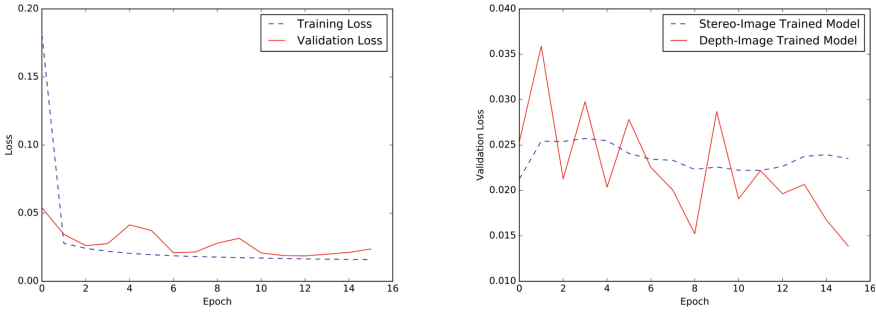 0.20
0.15
0.10
0.05
0.00
Loss
0 2 4 6 8 10 12 14 16
Epoch
Training Loss
Validation Loss
0.040
0.035
0.030
0.025
0.020
0.015
0.010
Validation Loss
0 2 4 6 8 10 12 14 16
Epoch
Stereo-Image Trained Model
Depth-Image Trained Model